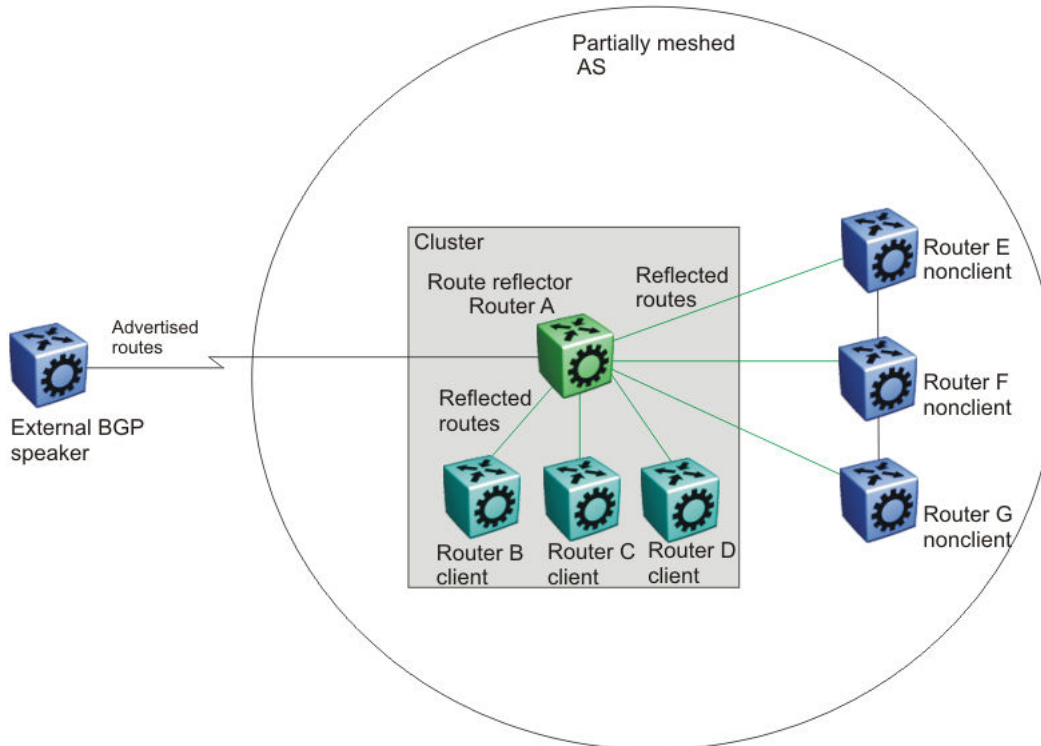 Partially meshed
AS
Cluster
Route reflector
Router A
Reflected
routes
Router E
nonclient
Advertised
routes
External BGP
speaker
Reflected
routes
Router F
nonclient
Router B
client
Router C
client
Router D
client
Router G
nonclient